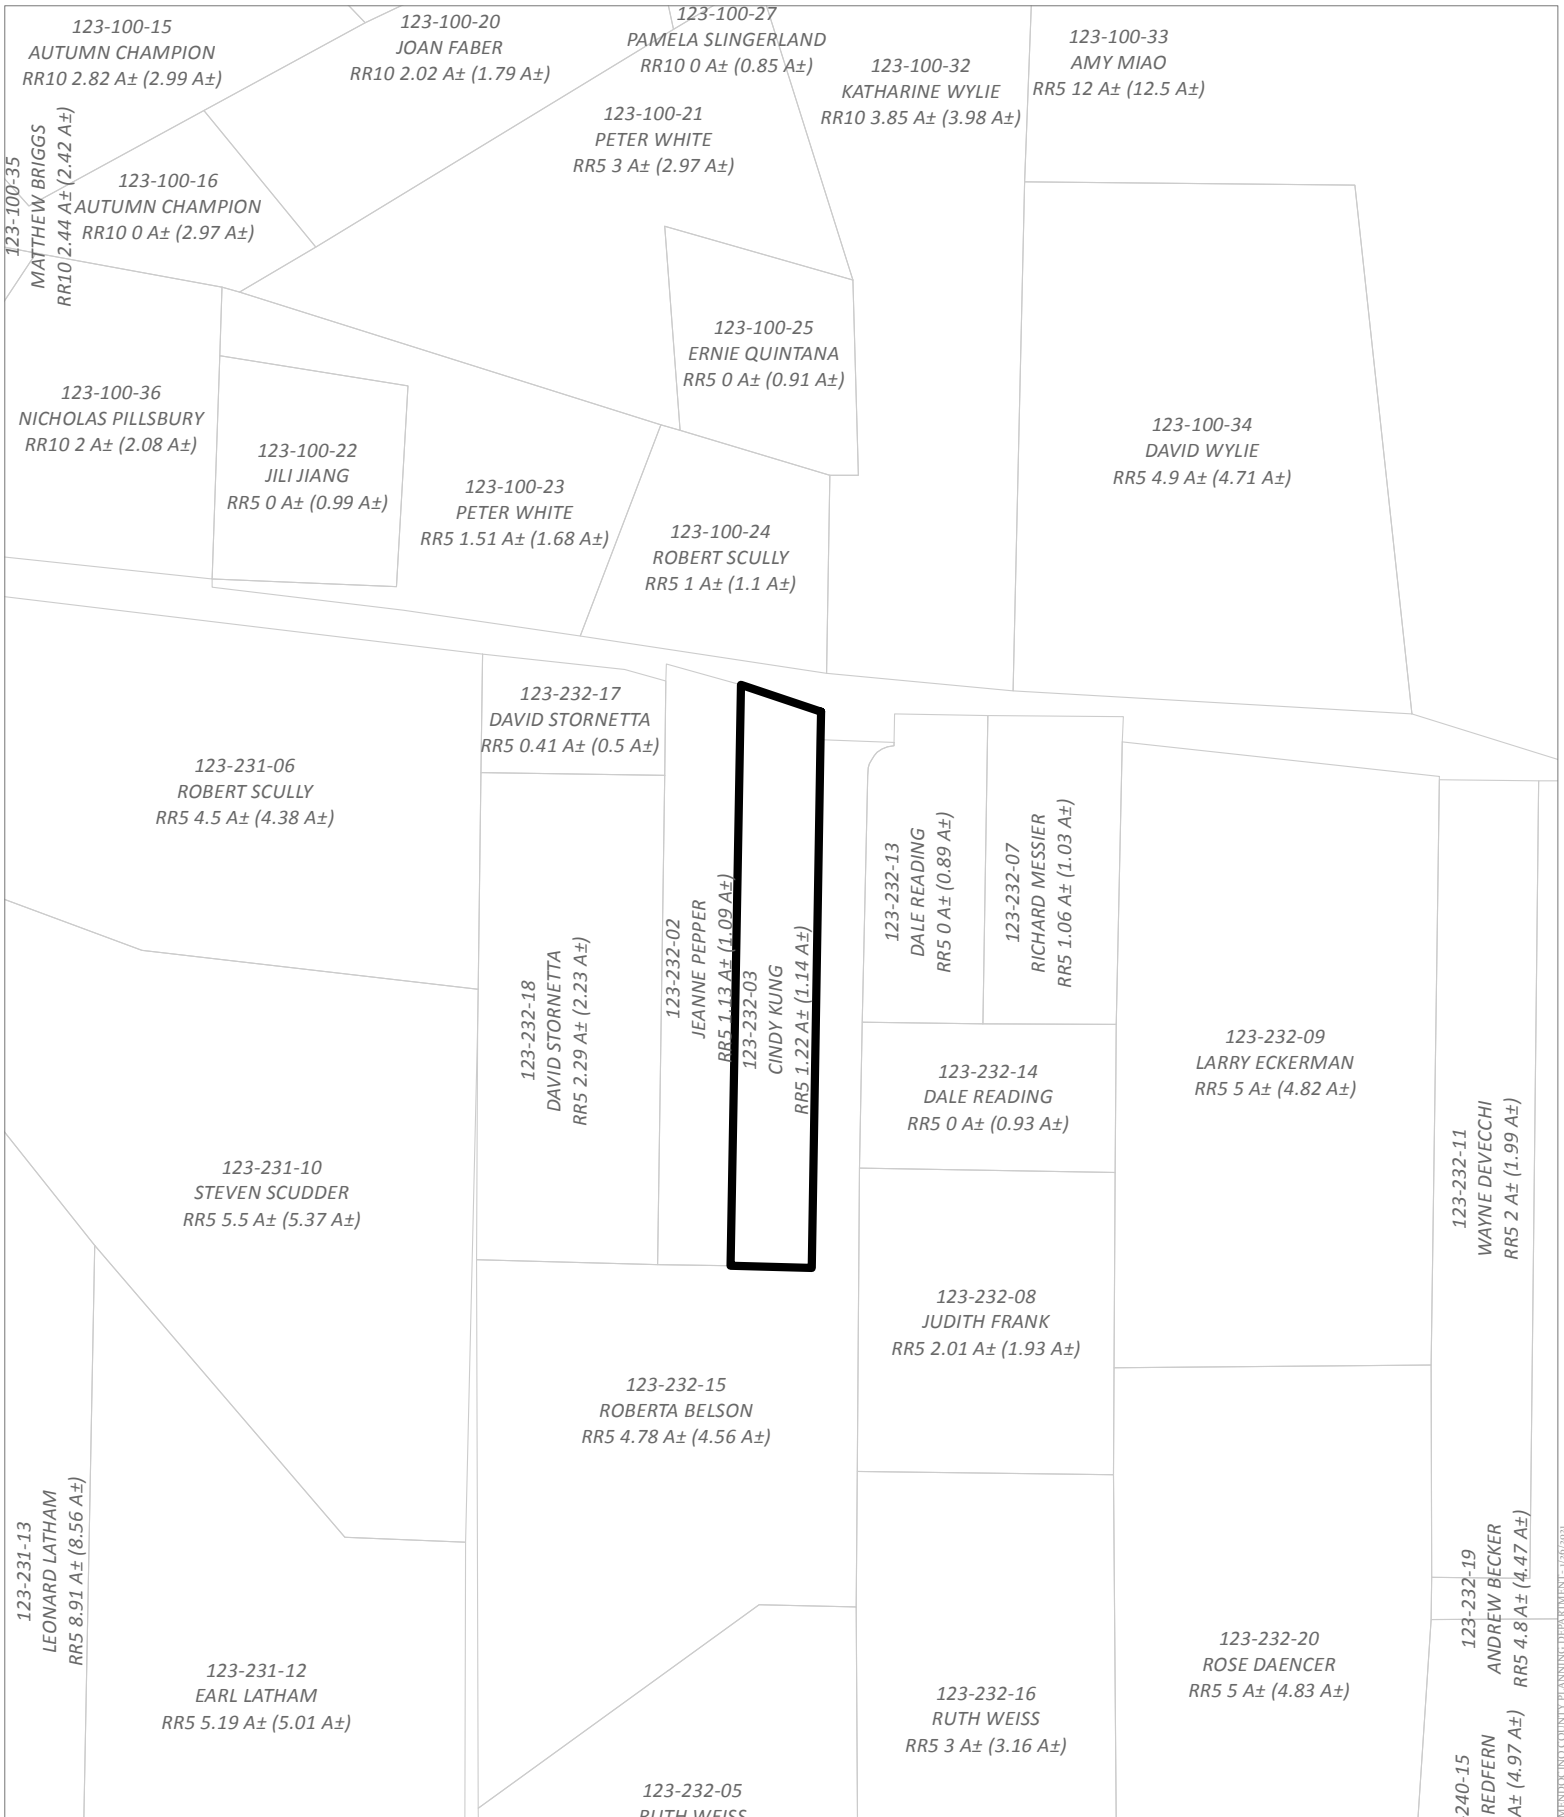 123-100-15
AUTUMN CHAMPION
RR10 2.82 A± (2.99 A±)
123-100-20
JOAN FABER
RR10 2.02 A± (1.79 A±)
123-100-27
PAMELA SLINGERLAND
RR10 0 A± (0.85 A±)
123-100-32
KATHARINE WYLIE
RR10 3.85 A± (3.98 A±)
123-100-33
AMY MIAO
RR5 12 A± (12.5 A±)
123-100-21
PETER WHITE
RR5 3 A± (2.97 A±)
123-100-35
MATTHEW BRIGGS
RR10 2.44 A± (2.42 A±)
123-100-16
AUTUMN CHAMPION
RR10 0 A± (2.97 A±)
123-100-25
ERNIE QUINTANA
RR5 0 A± (0.91 A±)
123-100-36
NICHOLAS PILLSBURY
RR10 2 A± (2.08 A±)
123-100-22
JILI JIANG
RR5 0 A± (0.99 A±)
123-100-23
PETER WHITE
RR5 1.51 A± (1.68 A±)
123-100-24
ROBERT SCULLY
RR5 1 A± (1.1 A±)
123-100-34
DAVID WYLIE
RR5 4.9 A± (4.71 A±)
123-232-17
DAVID STORNETTA
RR5 0.41 A± (0.5 A±)
123-231-06
ROBERT SCULLY
RR5 4.5 A± (4.38 A±)
123-232-18
DAVID STORNETTA
RR5 2.29 A± (2.23 A±)
123-232-02
JEANNE PEPPER
RR5 1.13 A± (1.09 A±)
123-232-03
CINDY KUNG
RR5 1.22 A± (1.14 A±)
123-232-13
DALE READING
RR5 0 A± (0.89 A±)
123-232-07
RICHARD MESSIER
RR5 1.06 A± (1.03 A±)
123-232-09
LARRY ECKERMAN
RR5 5 A± (4.82 A±)
123-232-14
DALE READING
RR5 0 A± (0.93 A±)
123-232-11
WAYNE DEVECCHI
RR5 2 A± (1.99 A±)
123-231-10
STEVEN SCUDDER
RR5 5.5 A± (5.37 A±)
123-232-08
JUDITH FRANK
RR5 2.01 A± (1.93 A±)
123-232-15
ROBERTA BELSON
RR5 4.78 A± (4.56 A±)
123-231-13
LEONARD LATHAM
RR5 8.91 A± (8.56 A±)
123-231-12
EARL LATHAM
RR5 5.19 A± (5.01 A±)
123-232-19
ANDREW BECKER
RR5 4.8 A± (4.47 A±)
123-232-20
ROSE DAENCER
RR5 5 A± (4.83 A±)
123-232-16
RUTH WEISS
RR5 3 A± (3.16 A±)
123-232-05
RUTH WEISS
-240-15
REDFERN
A± (4.97 A±)
MENDOCINO COUNTY PLANNING DEPARTMENT